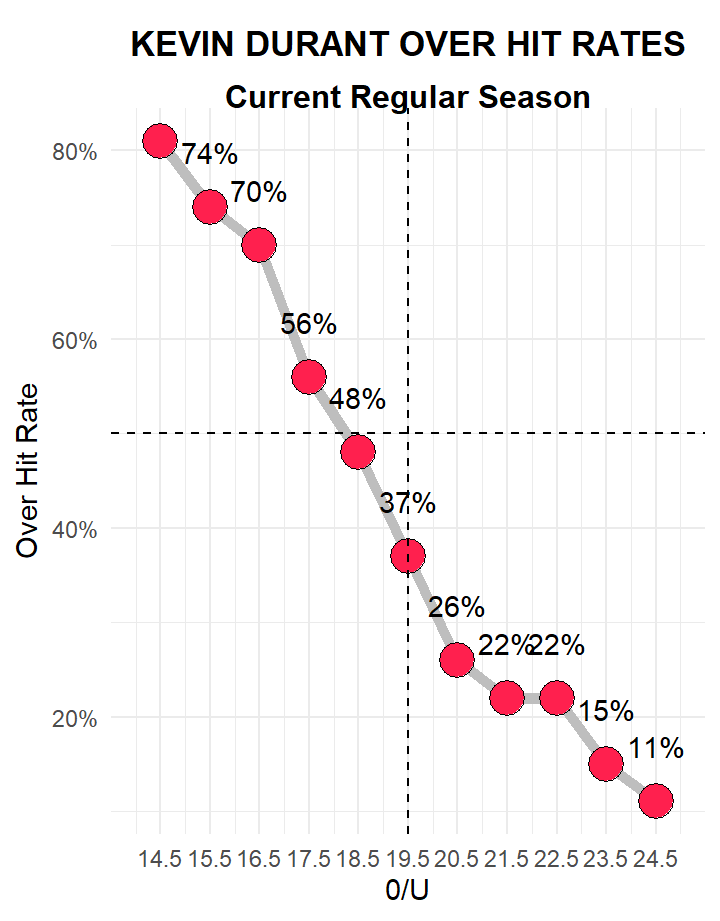 KEVIN DURANT OVER HIT RATES
Current Regular Season
80%
74%
70%
60%
56%
48%
40%
37%
26%
22%
22%
20%
15%
11%
Over Hit Rate
14.5 15.5 16.5 17.5 18.5 19.5 20.5 21.5 22.5 23.5 24.5
0/U